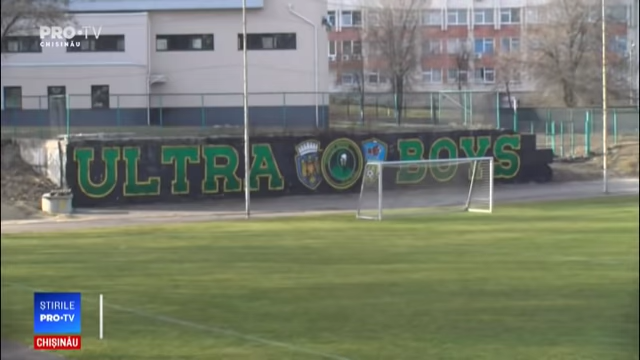 PRO•TV
CHIȘINĂU
ULTRA BOYS
STIRILE
PRO•TV
CHIȘINĂU